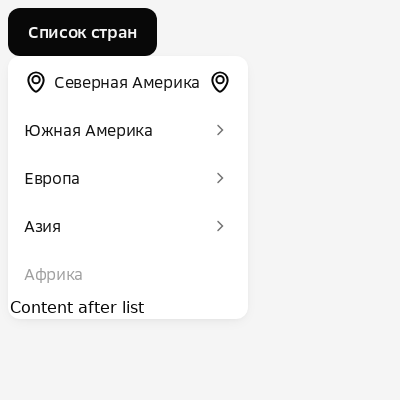 Список стран
Северная Америка
Южная Америка
Европа
Азия
Африка
Content after list